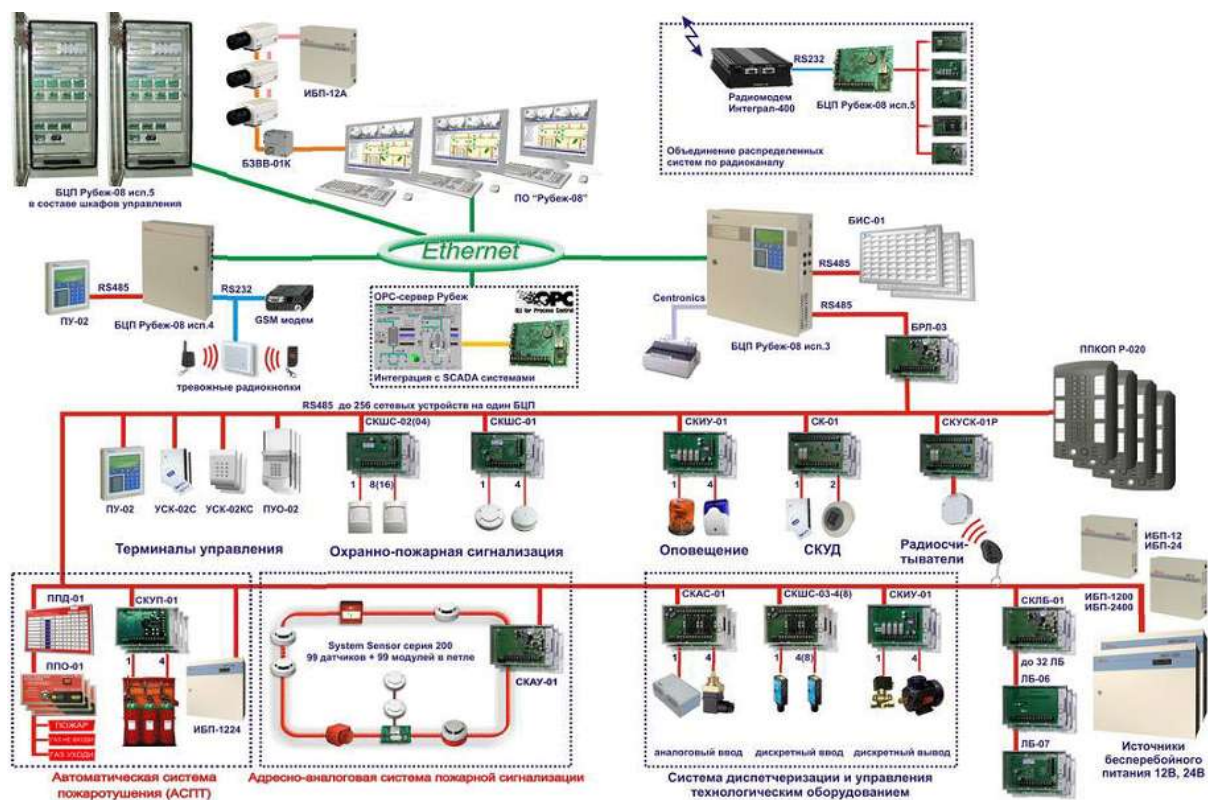 ИБП-12А
БЗВВ-01К
БЦП Рубеж-08 исп.5
в составе шкафов управления
ПО "Рубеж-08"
RS232
Радиомодем
Интеграл-400
БЦП Рубеж-08 исп.5
Объединение распределенных
систем по радиоканалу
Ethernet
ПУ-02
RS485
RS232
БЦП Рубеж-08 исп.4
GSM модем
тревожные радиокнопки
OPC-сервер Рубеж
OPC
Интеграция с SCADA системами
Centronics
БЦП Рубеж-08 исп.3
RS485
БИС-01
RS485
БРЛ-03
ППКОП Р-020
RS485 до 256 сетевых устройств на один БЦП
ПУ-02
УСК-02С
УСК-02КС
ПУО-02
Терминалы управления
СКШС-02(04)
1
8(16)
СКШС-01
1
4
Охранно-пожарная сигнализация
СКИУ-01
1
4
Оповещение
СК-01
1
2
СКУД
СКУСК-01Р
Радиосчи-
тыватели
ИБП-12
ИБП-24
ППД-01
ППО-01
ПОЖАР
ГАЗ НЕ ВХОДИ
ГАЗ УХОДИ
СКУП-01
1
4
ИБП-1224
Автоматическая система
пожаротушения (АСПТ)
System Sensor серия 200
99 датчиков + 99 модулей в петле
СКАУ-01
Адресно-аналоговая система пожарной сигнализации
СКАС-01
1
4
аналоговый ввод
СКШС-03-4(8)
1
4(8)
дискретный ввод
СКИУ-01
1
4
дискретный вывод
Система диспетчеризации и управления
технологическим оборудованием
СКЛБ-01
до 32 ЛБ
ЛБ-06
ЛБ-07
ИБП-1200
ИБП-2400
Источники
бесперебойного
питания 12В, 24В